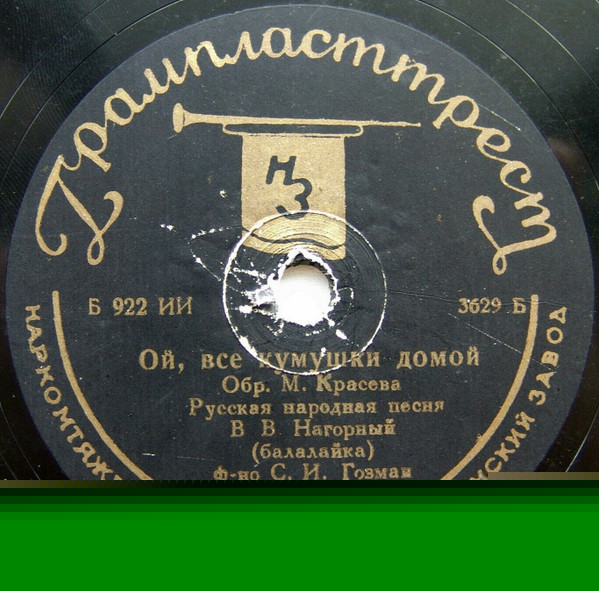 Грампласттрест
НЗ
Б 922 ИИ
3629 Б
Ой, все кумушки домой
Обр. М. Красева
Русская народная песня
В В. Нагорный
(балалайка)
ф-но С. И. Гозман
НАРКОМТЯЖ
НСКИЙ ЗАВОД